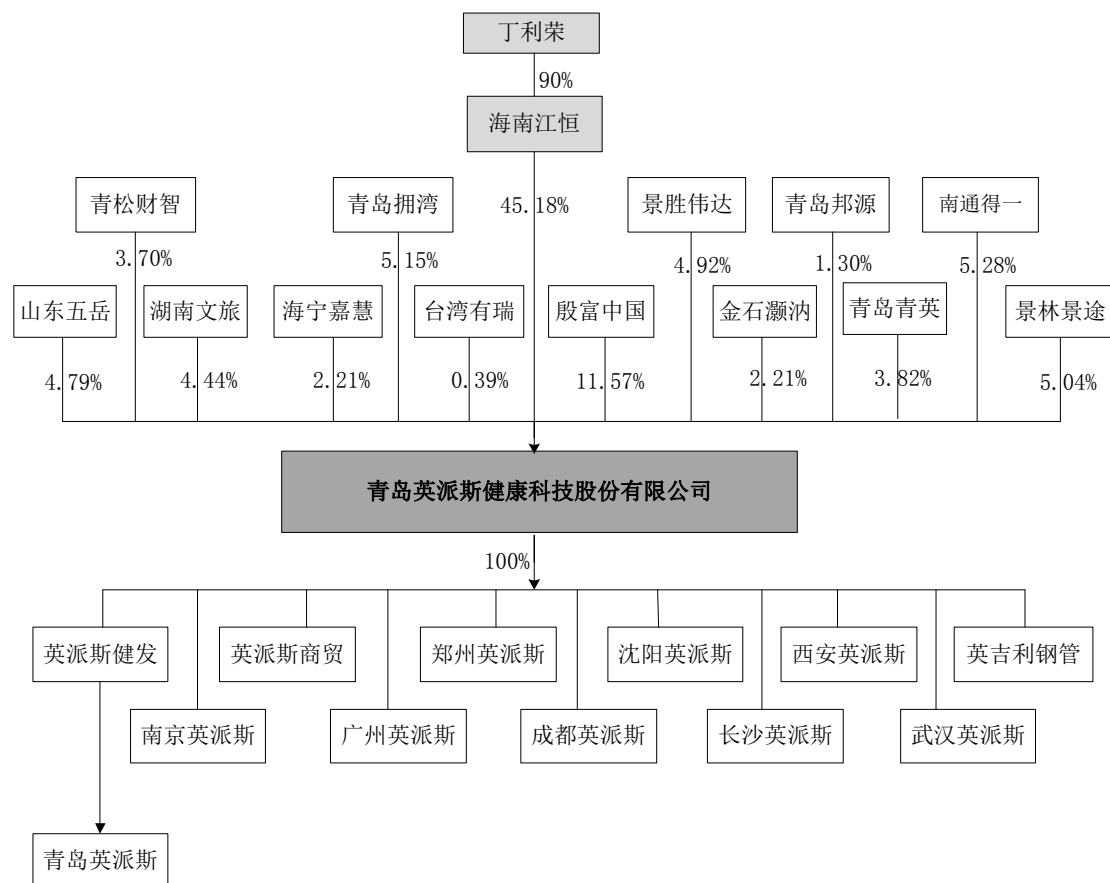 丁利荣
90%
海南江恒
青松财智
青岛拥湾
45.18%
景胜伟达
青岛邦源
南通得一
3.70%
5.15%
4.92%
1.30%
5.28%
山东五岳
湖南文旅
海宁嘉慧
台湾有瑞
殷富中国
金石灏汭
青岛青英
景林景途
4.79%
4.44%
2.21%
0.39%
11.57%
2.21%
3.82%
5.04%
青岛英派斯健康科技股份有限公司
100%
英派斯健发
英派斯商贸
郑州英派斯
沈阳英派斯
西安英派斯
英吉利钢管
南京英派斯
广州英派斯
成都英派斯
长沙英派斯
武汉英派斯
青岛英派斯